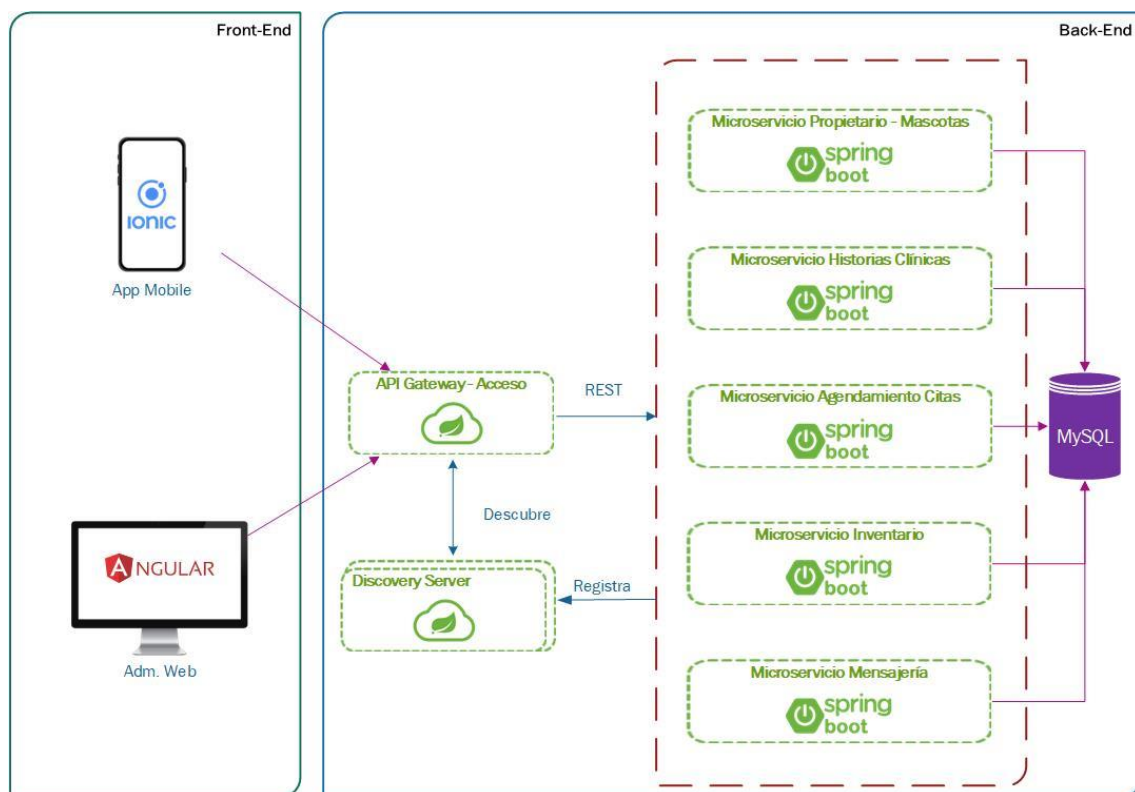 Front-End
Back-End
IONIC
App Mobile
ANGULAR
Adm. Web
API Gateway - Acceso
REST
Descubre
Discovery Server
Registra
Microservicio Propietario - Mascotas
spring
boot
Microservicio Historias Clínicas
spring
boot
Microservicio Agendamiento Citas
spring
boot
Microservicio Inventario
spring
boot
Microservicio Mensajería
spring
boot
MySQL